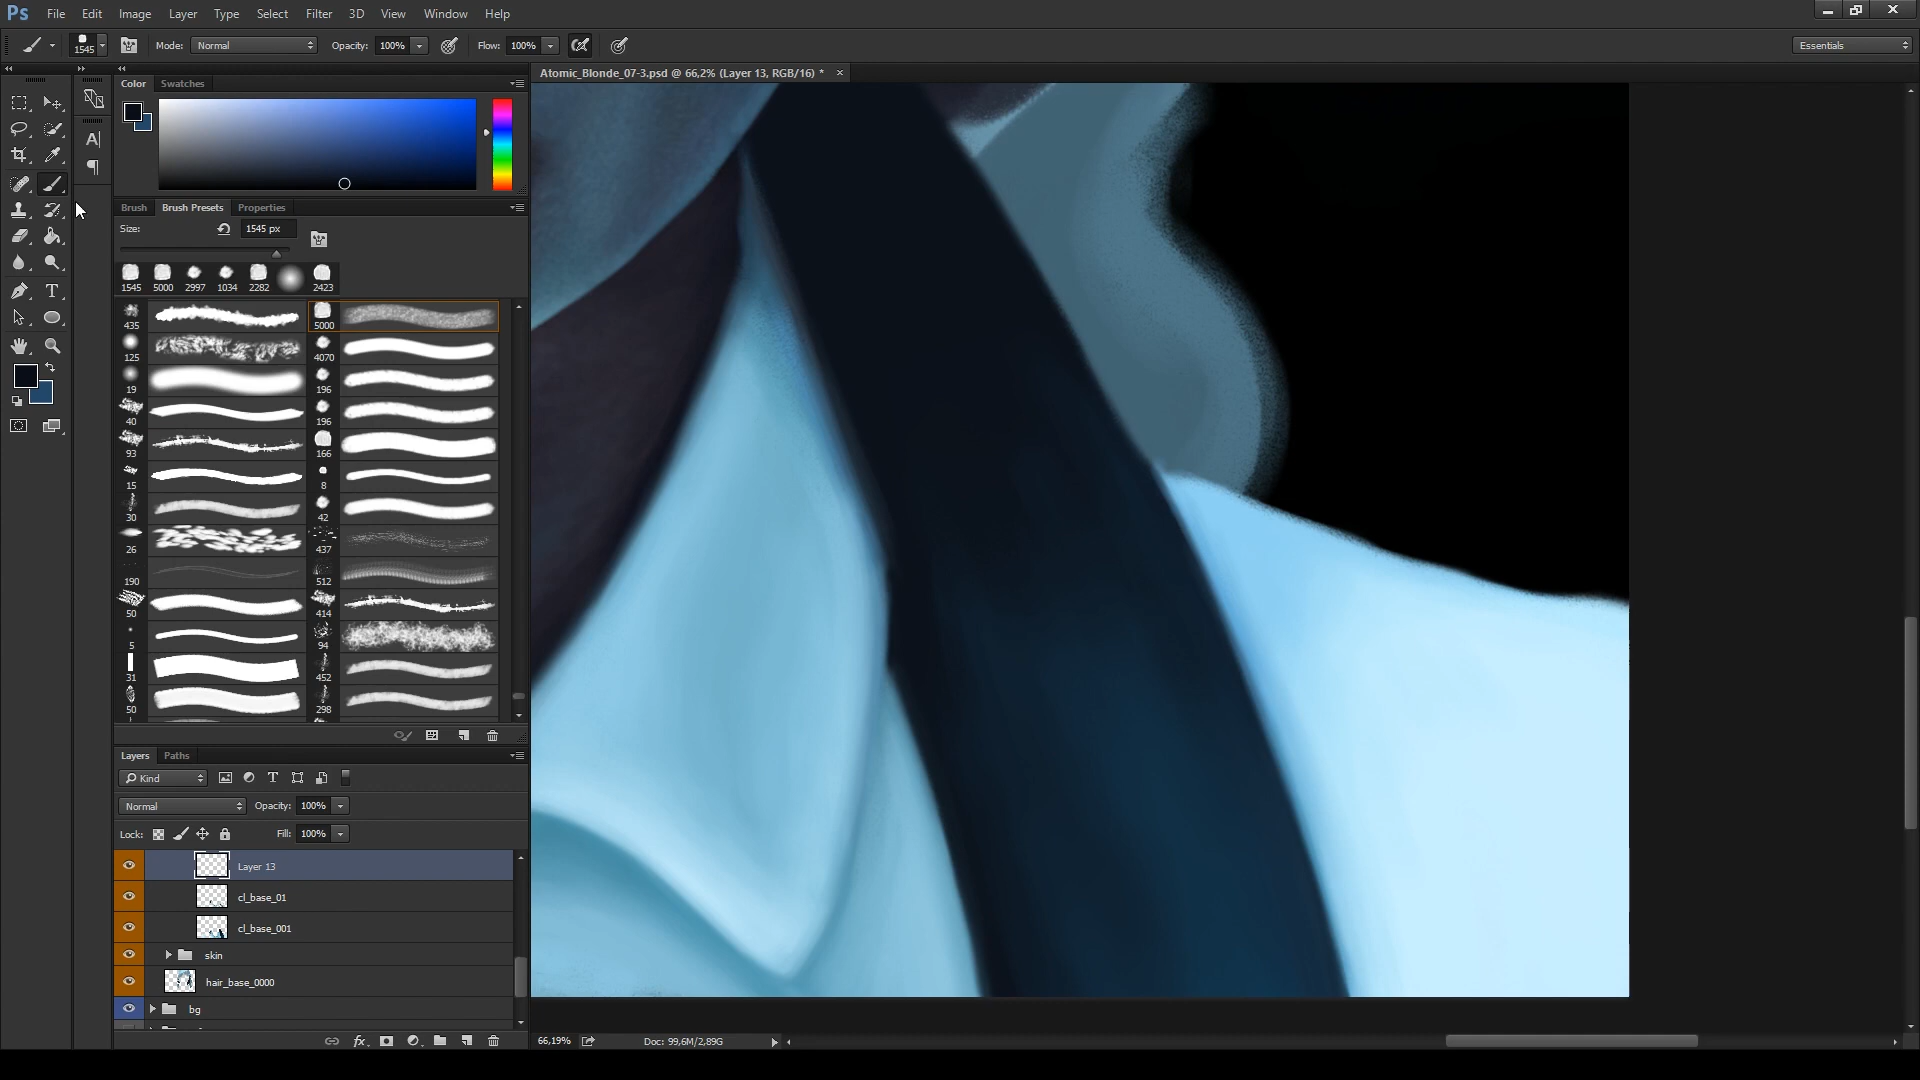 Ps File Edit Image Layer Type Select Filter 3D View Window Help
1545 Mode: Normal Opacity: 100% Flow: 100% Essentials
Atomic_Blonde_07-3.psd @ 66,2% (Layer 13, RGB/16) * ×
Color Swatches
A
Brush Brush Presets Properties
Size: 1545 px
1545 5000 2997 1034 2282 2423
435 5000
125 4070
19 196
40 196
93 166
15 8
30 42
26 437
190 512
50 414
5 94
31 452
50 298
Layers Paths
Kind
Normal Opacity: 100%
Lock: Fill: 100%
Layer 13
cl_base_01
cl_base_001
skin
hair_base_0000
bg
fx
66,19% Doc: 99,6M/2,89G